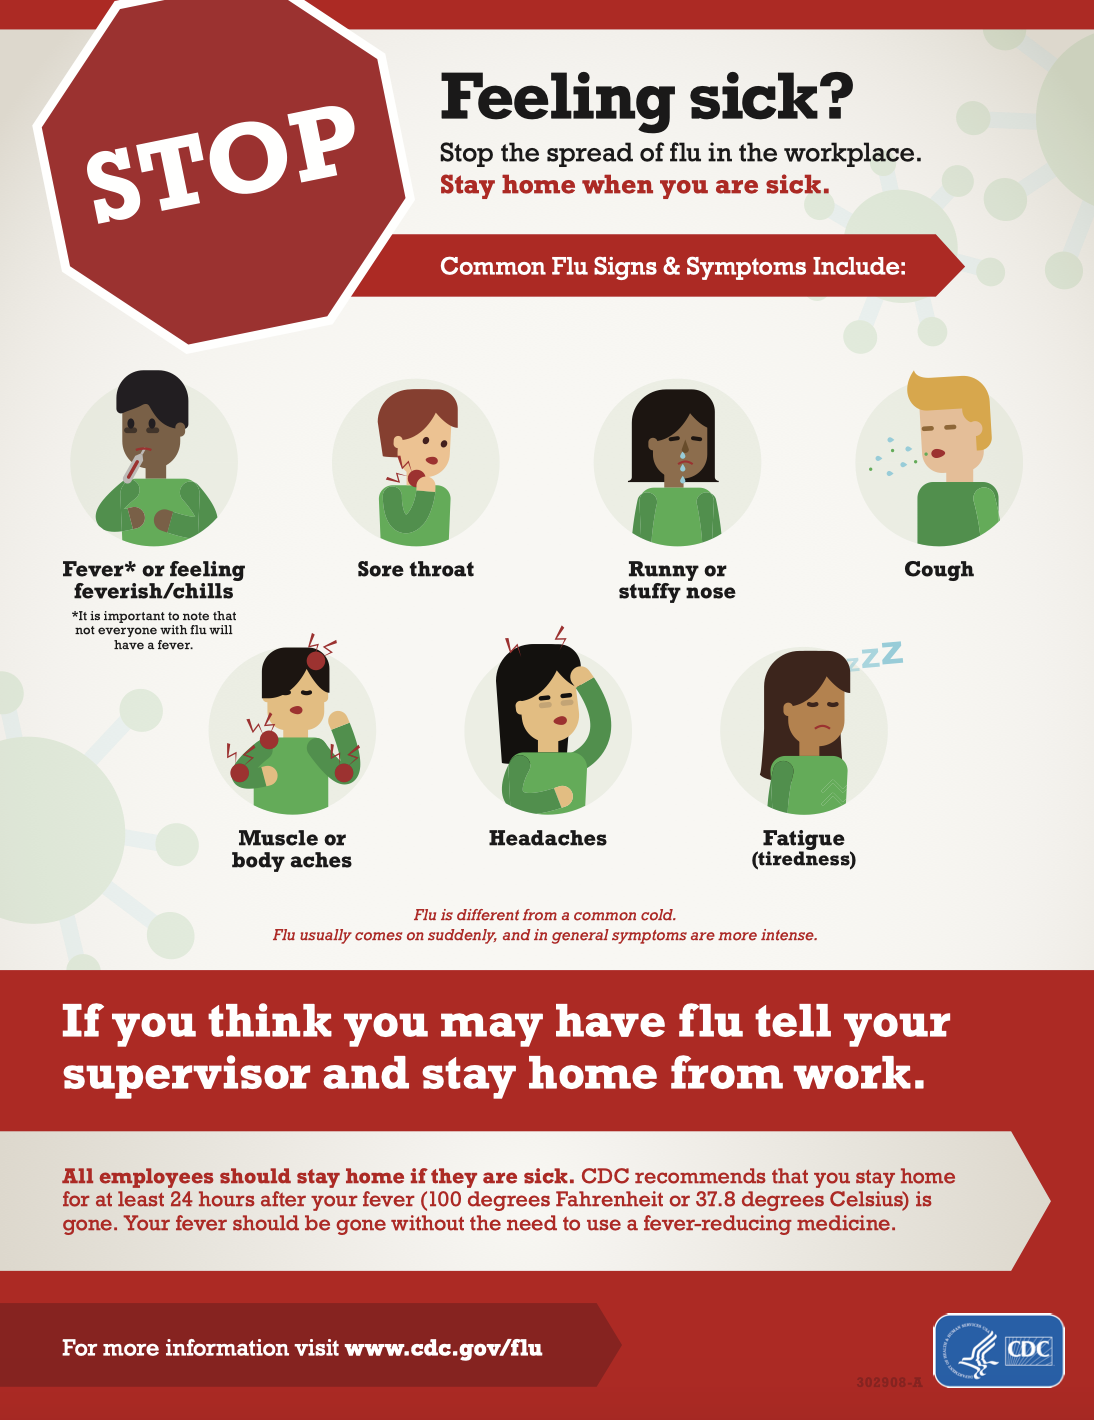 STOP
Feeling sick?
Stop the spread of flu in the workplace.
Stay home when you are sick.
Common Flu Signs & Symptoms Include:
Fever* or feeling
feverish/chills
*It is important to note that
not everyone with flu will
have a fever.
Sore throat
Runny or
stuffy nose
Cough
zzZ
Muscle or
body aches
Headaches
Fatigue
(tiredness)
Flu is different from a common cold.
Flu usually comes on suddenly, and in general symptoms are more intense.
If you think you may have flu tell your
supervisor and stay home from work.
All employees should stay home if they are sick. CDC recommends that you stay home
for at least 24 hours after your fever (100 degrees Fahrenheit or 37.8 degrees Celsius) is
gone. Your fever should be gone without the need to use a fever-reducing medicine.
For more information visit www.cdc.gov/flu
302908-A
CDC